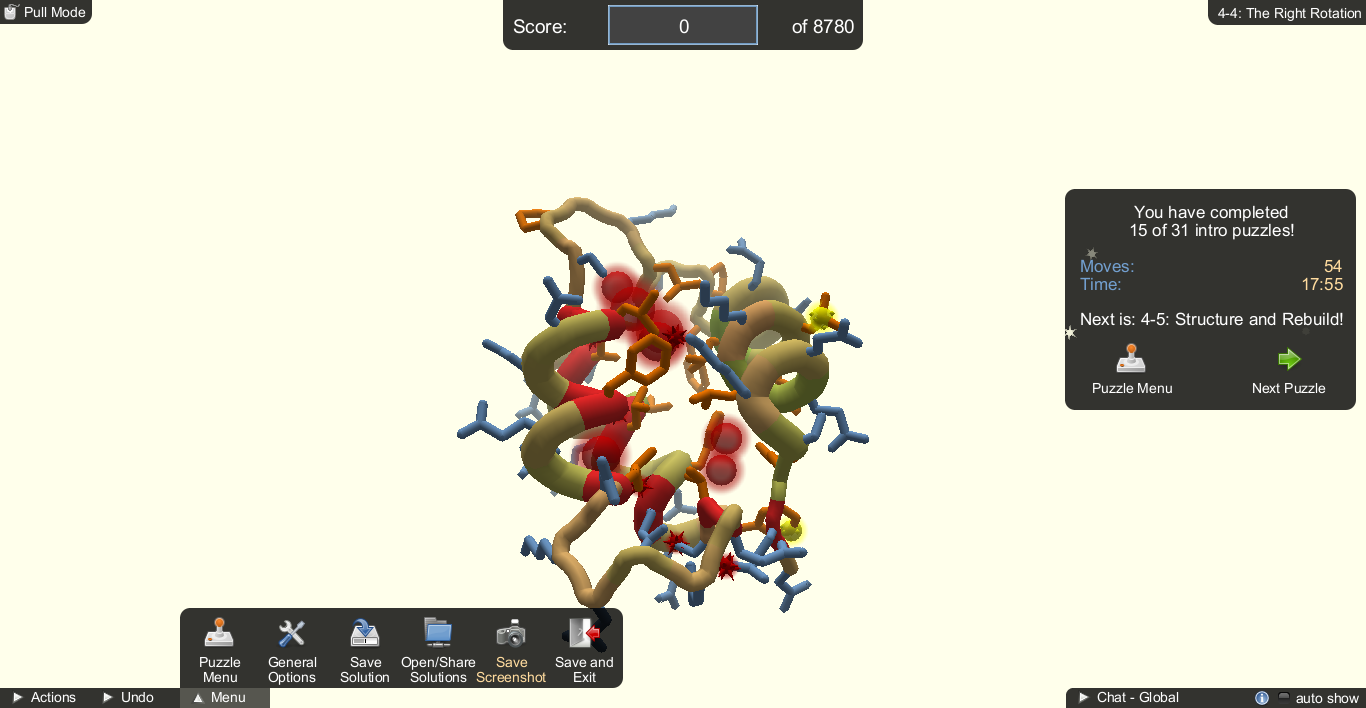 Pull Mode
Score: 0 of 8780
4-4: The Right Rotation
You have completed
15 of 31 intro puzzles!
Moves: 54
Time: 17:55
Next is: 4-5: Structure and Rebuild!
Puzzle Menu
Next Puzzle
Puzzle Menu
General Options
Save Solution
Open/Share Solutions
Save Screenshot
Save and Exit
Actions
Undo
Menu
Chat - Global
auto show